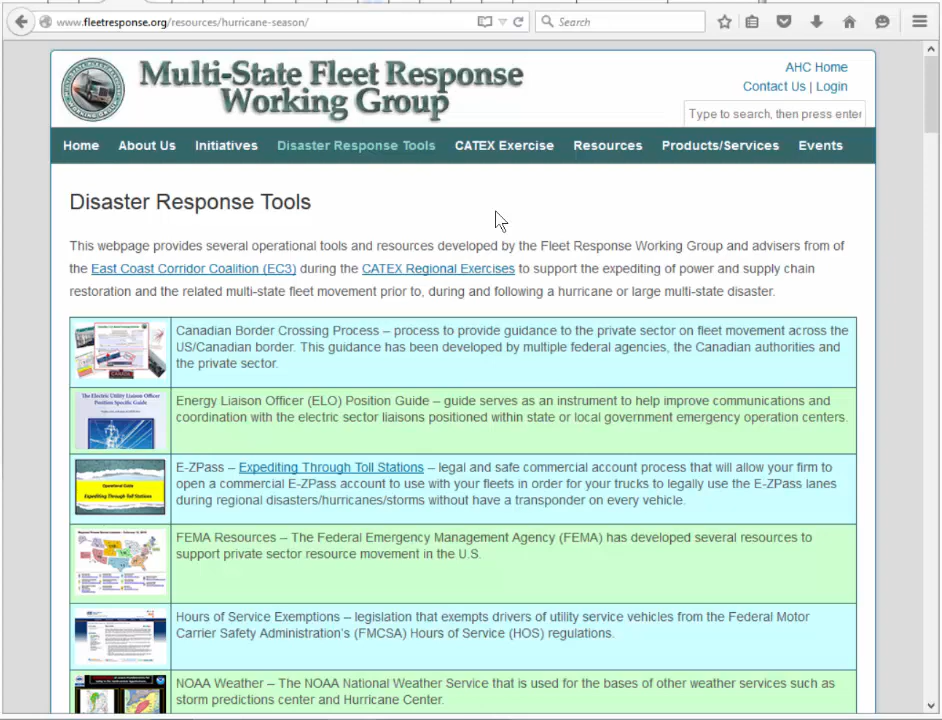 www.fleetresponse.org/resources/hurricane-season/
Search
Multi-State Fleet Response
Working Group
AHC Home
Contact Us | Login
Type to search, then press enter
Home About Us Initiatives Disaster Response Tools CATEX Exercise Resources Products/Services Events
Disaster Response Tools
This webpage provides several operational tools and resources developed by the Fleet Response Working Group and advisers from of
the East Coast Corridor Coalition (EC3) during the CATEX Regional Exercises to support the expediting of power and supply chain
restoration and the related multi-state fleet movement prior to, during and following a hurricane or large multi-state disaster.
Canadian Border Crossing Process – process to provide guidance to the private sector on fleet movement across the
US/Canadian border. This guidance has been developed by multiple federal agencies, the Canadian authorities and
the private sector.
The Electric Utility Liaison Officer
Position Specific Guide
Energy Liaison Officer (ELO) Position Guide – guide serves as an instrument to help improve communications and
coordination with the electric sector liaisons positioned within state or local government emergency operation centers.
Operational Guide
Expediting Through Toll Stations
E-ZPass – Expediting Through Toll Stations – legal and safe commercial account process that will allow your firm to
open a commercial E-ZPass account to use with your fleets in order for your trucks to legally use the E-ZPass lanes
during regional disasters/hurricanes/storms without have a transponder on every vehicle.
FEMA Resources – The Federal Emergency Management Agency (FEMA) has developed several resources to
support private sector resource movement in the U.S.
Hours of Service Exemptions – legislation that exempts drivers of utility service vehicles from the Federal Motor
Carrier Safety Administration's (FMCSA) Hours of Service (HOS) regulations.
NOAA Weather – The NOAA National Weather Service that is used for the bases of other weather services such as
storm predictions center and Hurricane Center.